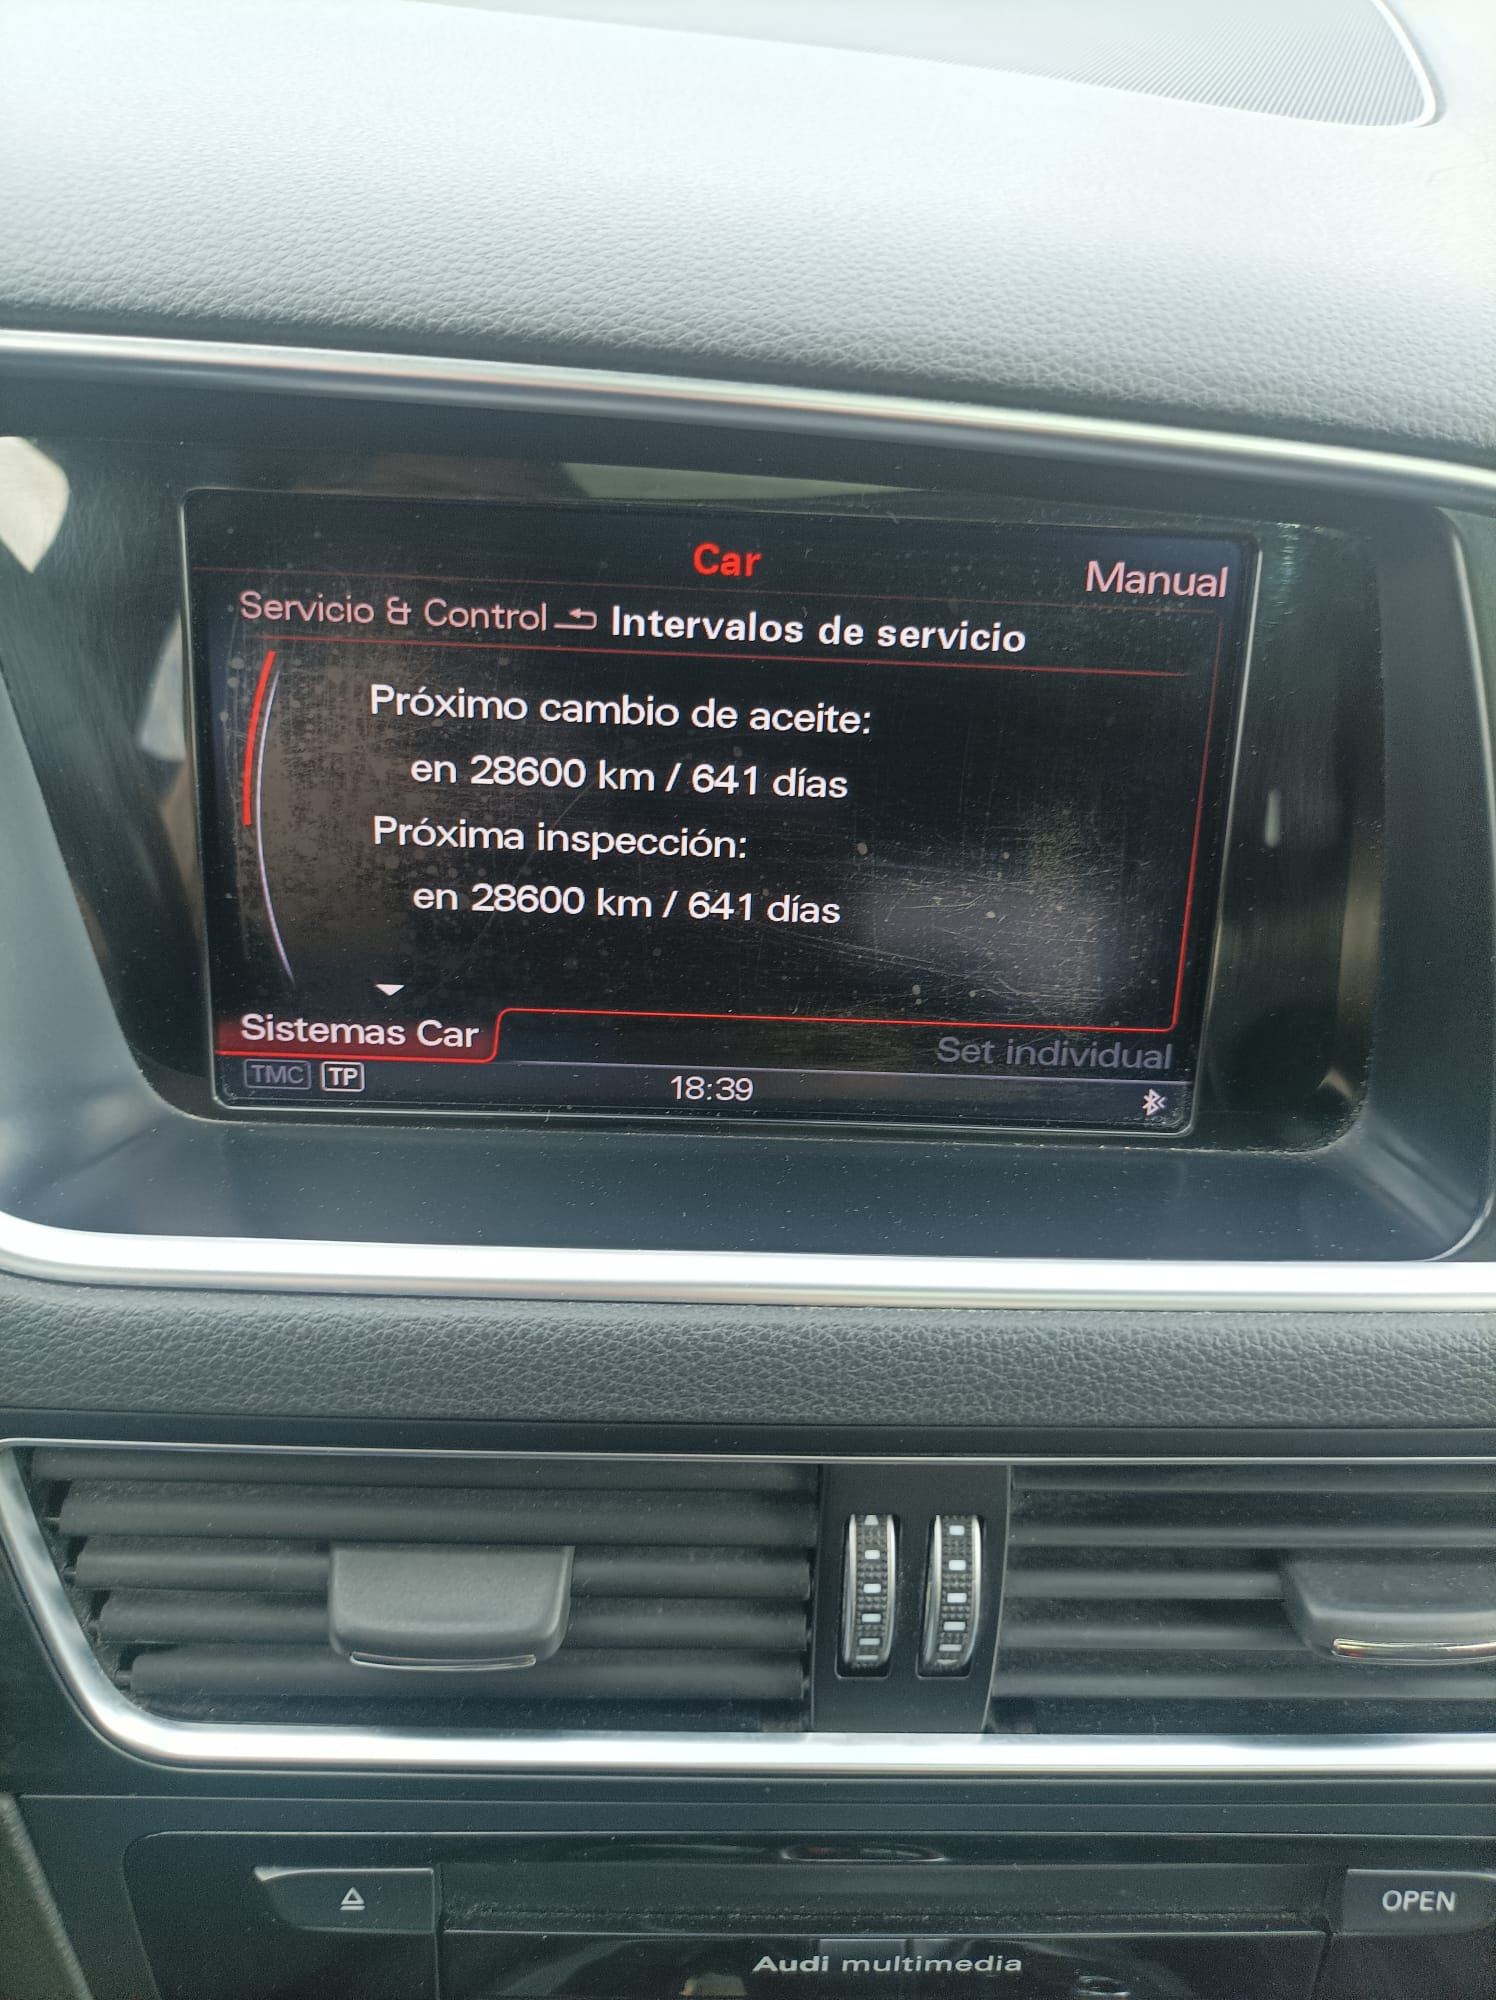 Car
Manual
Servicio & Control Intervalos de servicio
Próximo cambio de aceite:
en 28600 km / 641 días
Próxima inspección:
en 28600 km / 641 días
Sistemas Car
Set individual
TMC TP 18:39
OPEN
Audi multimedia